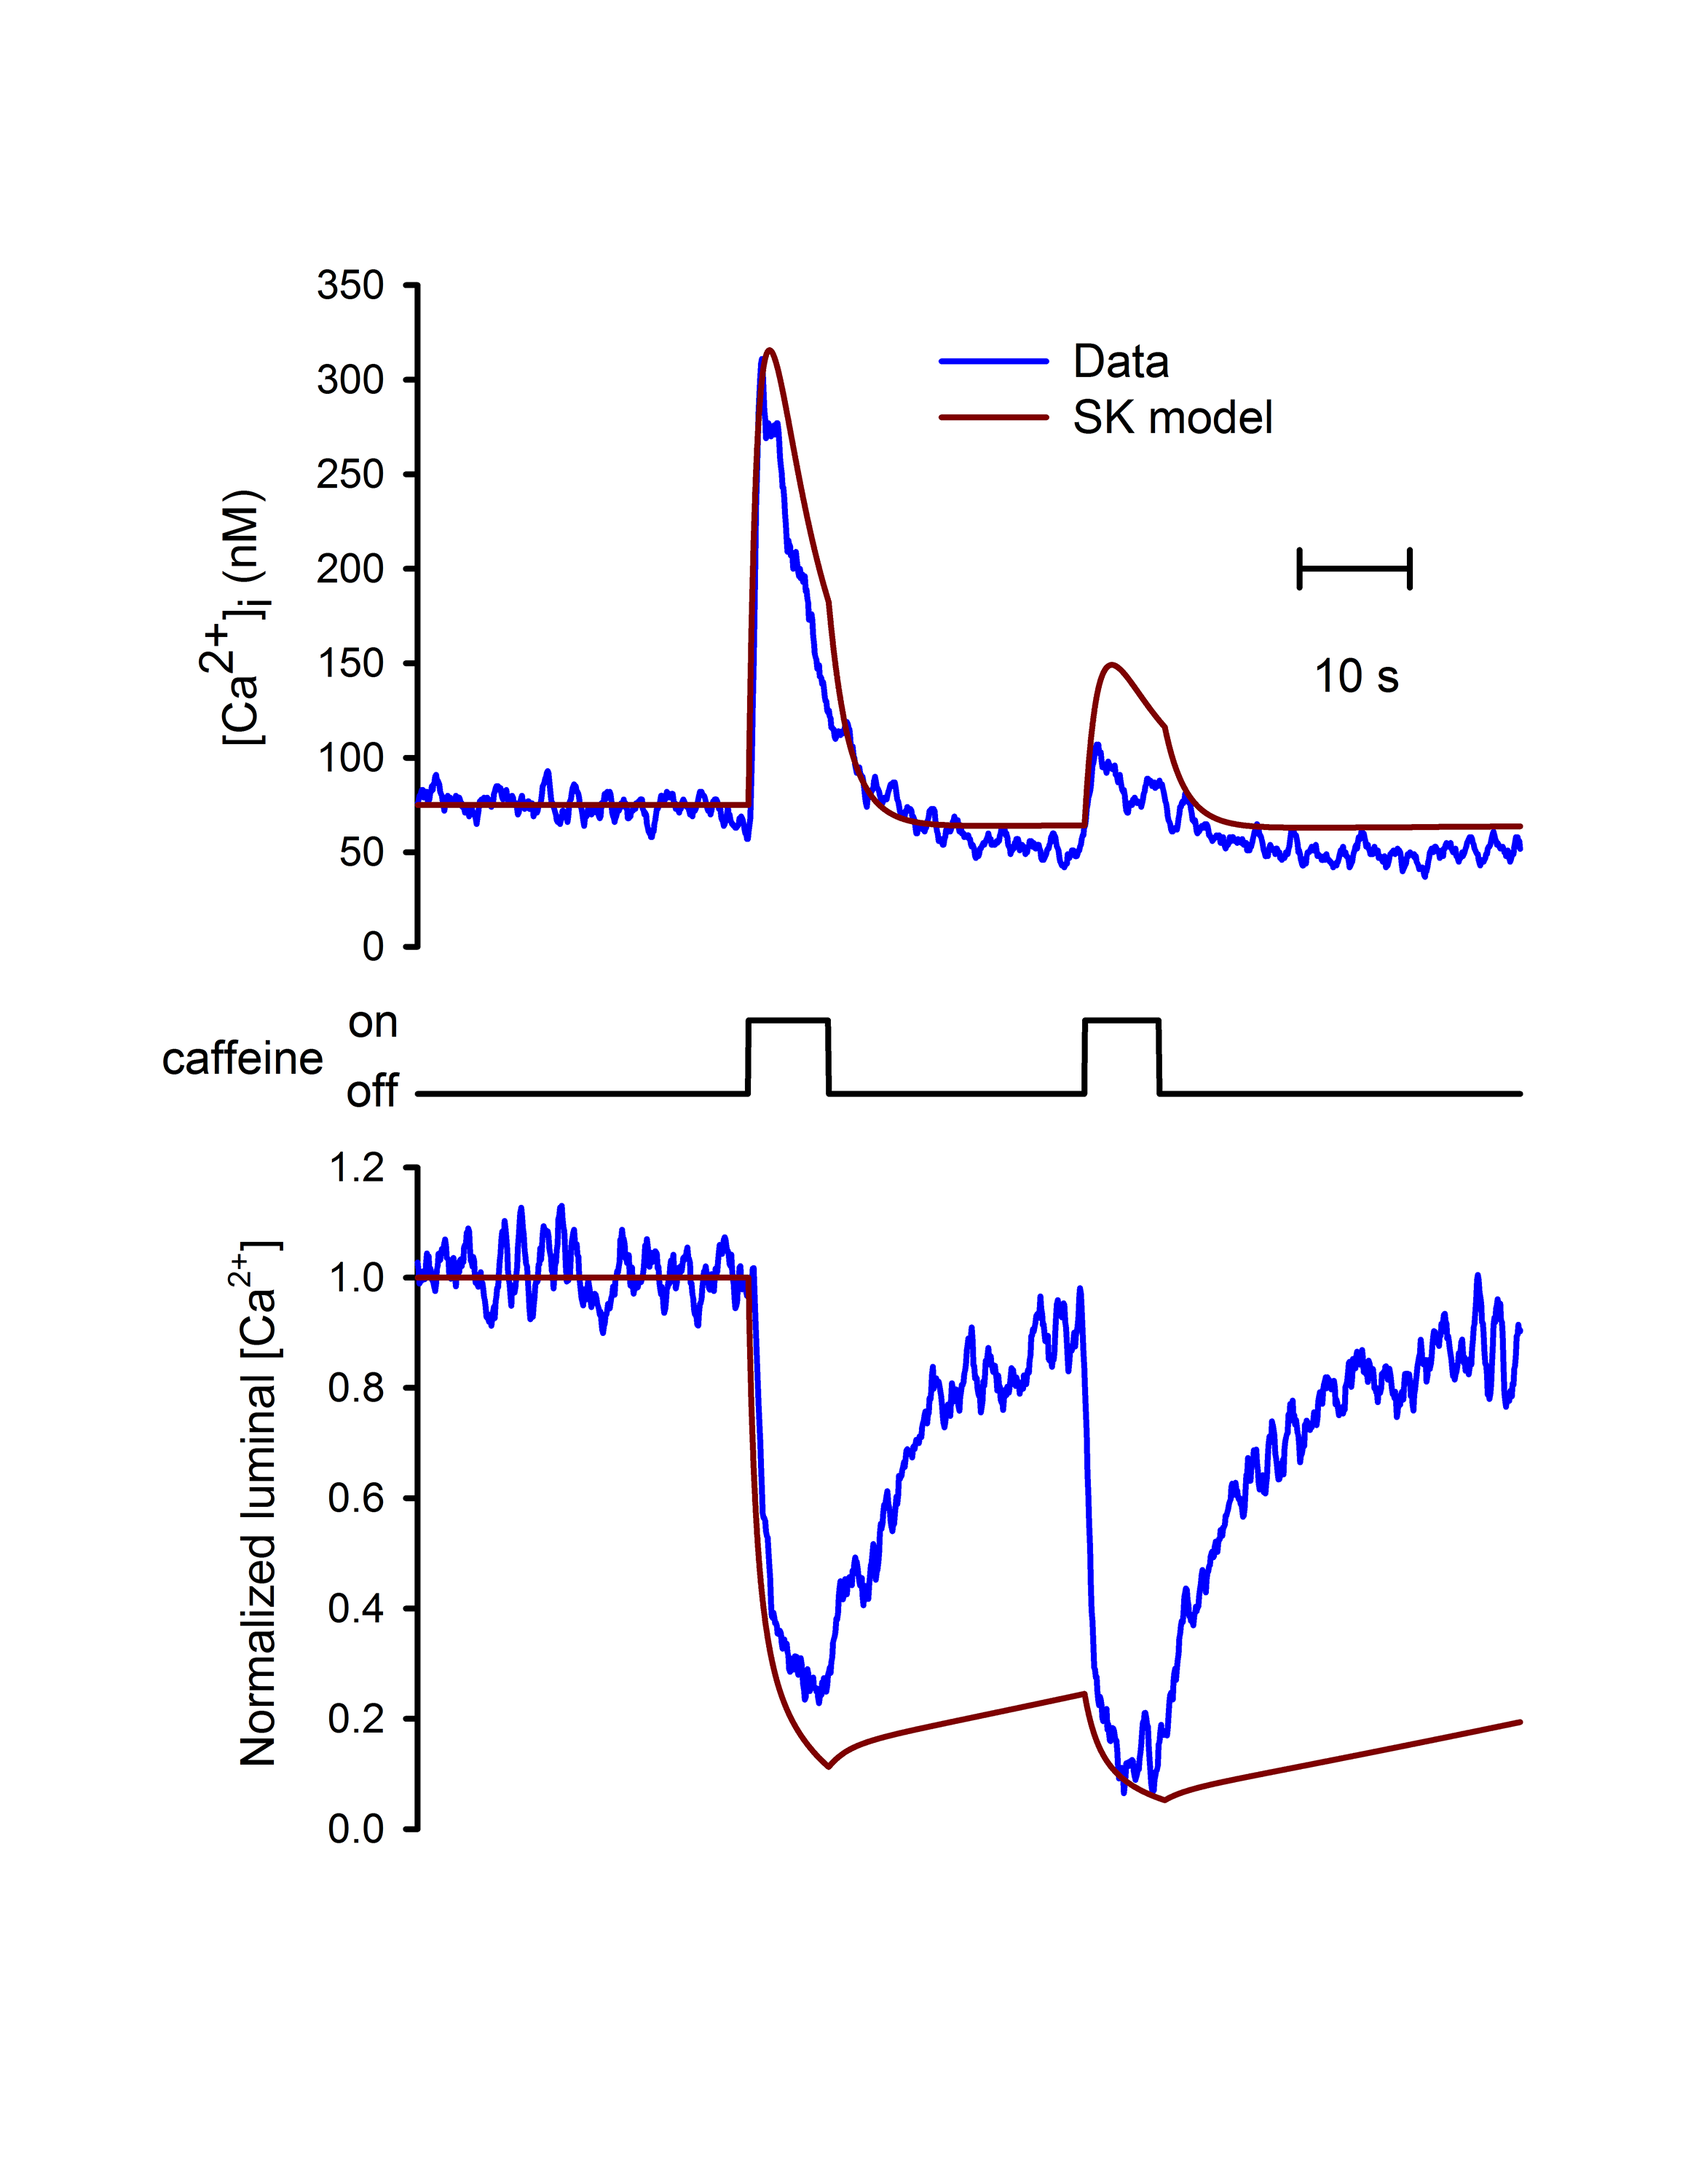 350
300
250
200
150
100
50
0
[Ca2+]i (nM)
Data
SK model
10 s
caffeine
on
off
1.2
1.0
0.8
0.6
0.4
0.2
0.0
Normalized luminal [Ca2+]